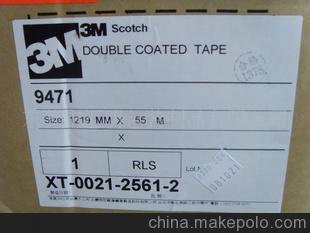 3M
3M Scotch
DOUBLE COATED TAPE
9471
Size: 1219 MM X 55 M.
X
1 RLS
Lot
XT-0021-2561-2
china.makepolo.com